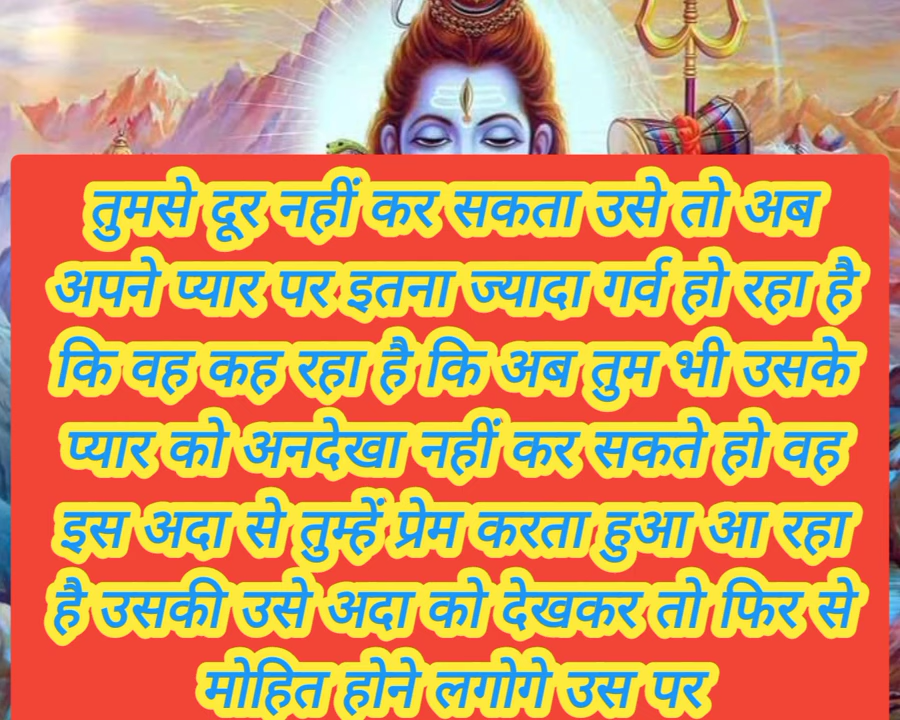 तुमसे दूर नहीं कर सकता उसे तो अब
अपने प्यार पर इतना ज्यादा गर्व हो रहा है
कि वह कह रहा है कि अब तुम भी उसके
प्यार को अनदेखा नहीं कर सकते हो वह
इस अदा से तुम्हें प्रेम करता हुआ आ रहा
है उसकी उसे अदा को देखकर तो फिर से
मोहित होने लगोगे उस पर